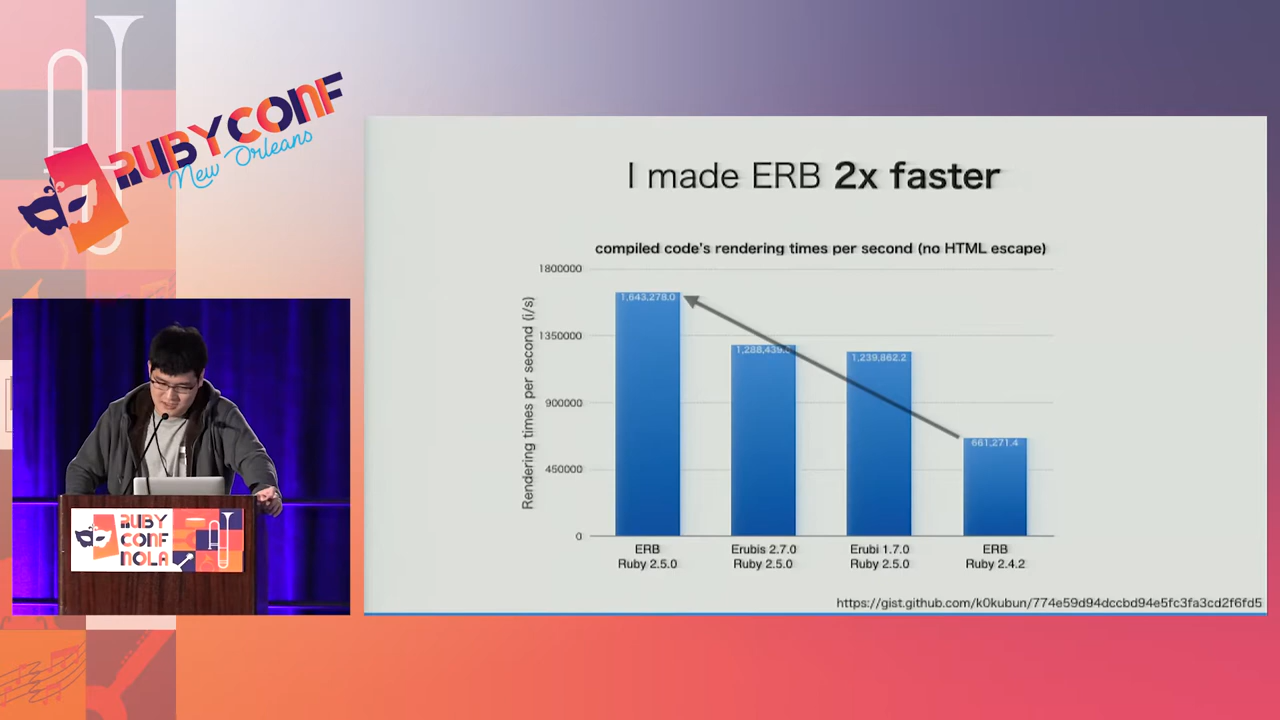 RUBYCONF
New Orleans
RUBY
CONF
NOLA
I made ERB 2x faster
compiled code's rendering times per second (no HTML escape)
Rendering times per second (i/s)
1800000
1350000
900000
450000
0
1,643,278.0
1,288,439.
1,239,862.2
661,271.4
ERB
Ruby 2.5.0
Erubis 2.7.0
Ruby 2.5.0
Erubi 1.7.0
Ruby 2.5.0
ERB
Ruby 2.4.2
https://gist.github.com/k0kubun/774e59d94dccbd94e5fc3fa3cd2f6fd5